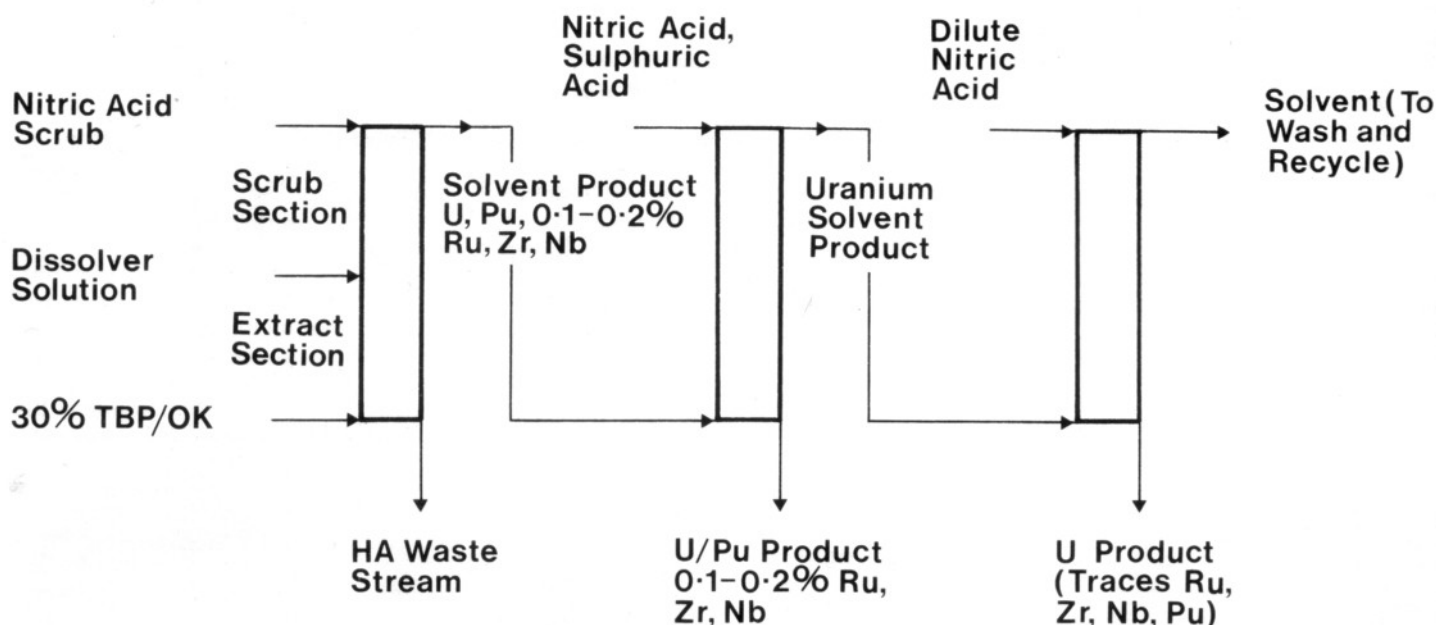 Nitric Acid,
Sulphuric
Acid
Dilute
Nitric
Acid
Nitric Acid
Scrub
Solvent (To
Wash and
Recycle)
Scrub
Section
Solvent Product
U, Pu, 0·1–0·2%
Ru, Zr, Nb
Uranium
Solvent
Product
Dissolver
Solution
Extract
Section
30% TBP/OK
HA Waste
Stream
U/Pu Product
0·1–0·2% Ru,
Zr, Nb
U Product
(Traces Ru,
Zr, Nb, Pu)